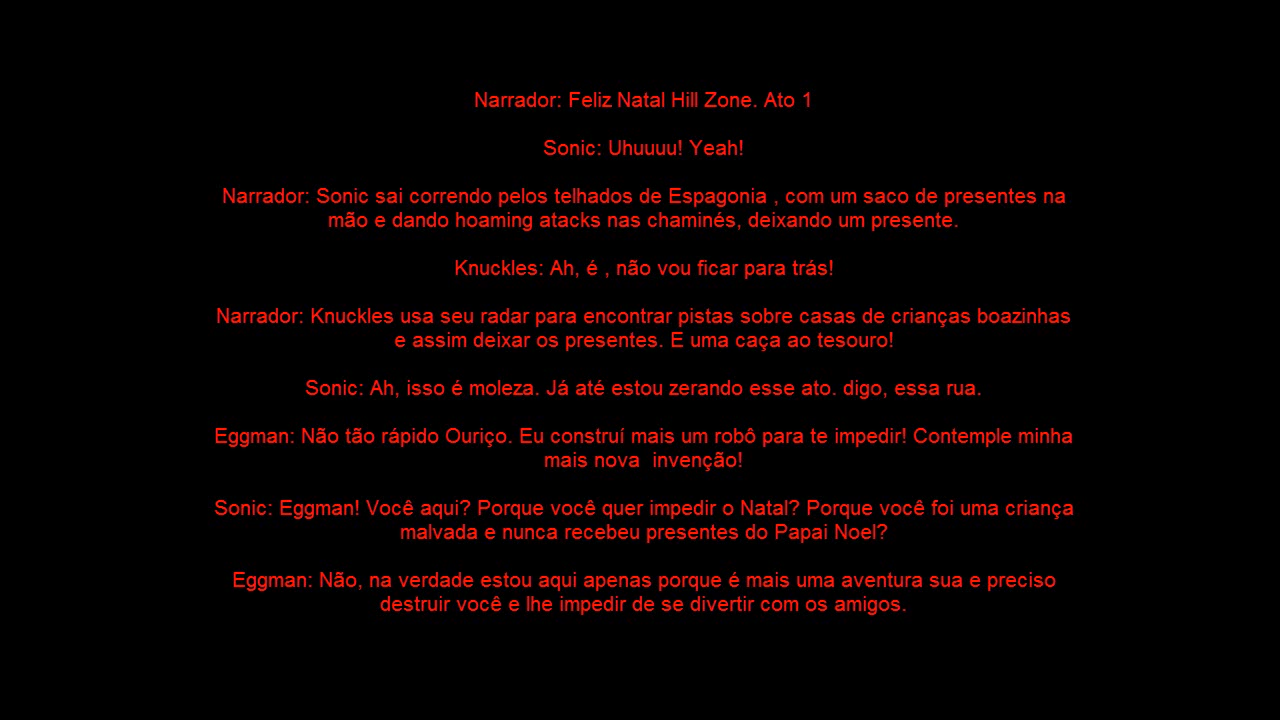 Narrador: Feliz Natal Hill Zone. Ato 1
Sonic: Uhuuuu! Yeah!
Narrador: Sonic sai correndo pelos telhados de Espagonia , com um saco de presentes na
mão e dando hoaming atacks nas chaminés, deixando um presente.
Knuckles: Ah, é , não vou ficar para trás!
Narrador: Knuckles usa seu radar para encontrar pistas sobre casas de crianças boazinhas
e assim deixar os presentes. E uma caça ao tesouro!
Sonic: Ah, isso é moleza. Já até estou zerando esse ato. digo, essa rua.
Eggman: Não tão rápido Ouriço. Eu construí mais um robô para te impedir! Contemple minha
mais nova  invenção!
Sonic: Eggman! Você aqui? Porque você quer impedir o Natal? Porque você foi uma criança
malvada e nunca recebeu presentes do Papai Noel?
Eggman: Não, na verdade estou aqui apenas porque é mais uma aventura sua e preciso
destruir você e lhe impedir de se divertir com os amigos.